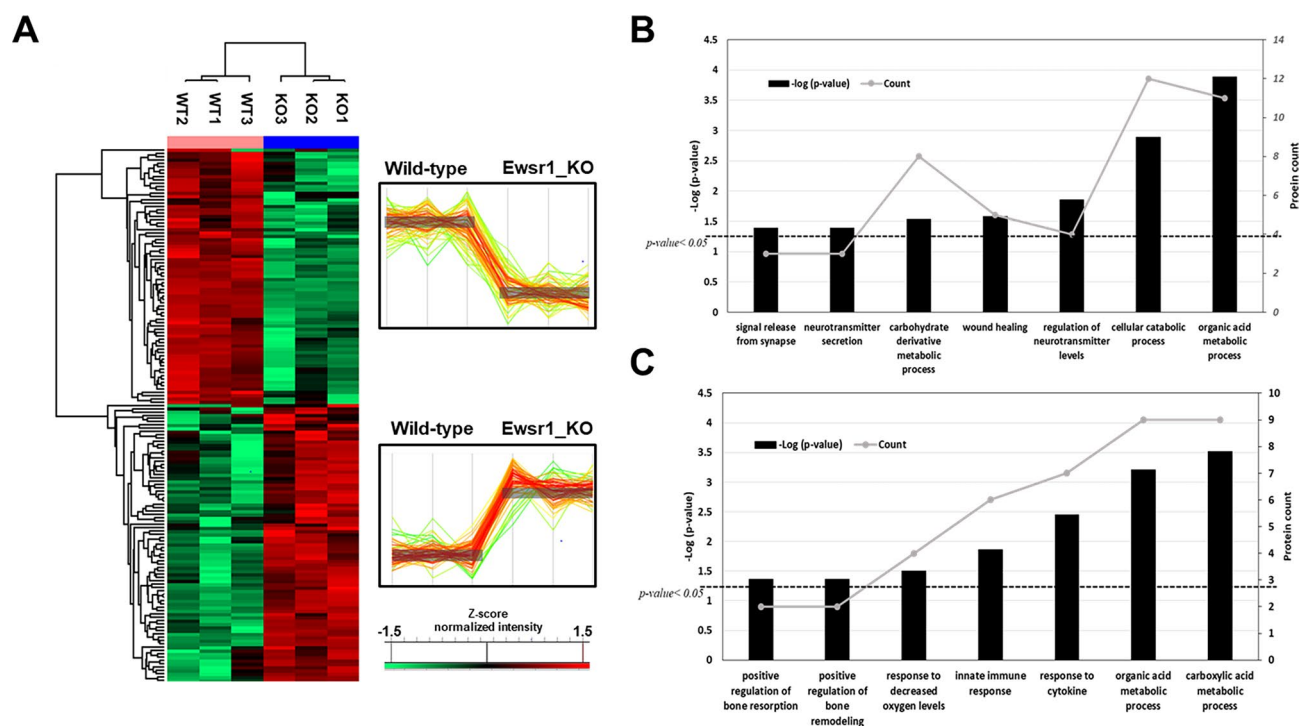 A
WT2
WT1
WT3
KO3
KO2
KO1
Wild-type Ewsr1_KO
Wild-type Ewsr1_KO
Z-score
normalized intensity
-1.5 1.5
B
4.5
4
3.5
3
2.5
2
1.5
1
0.5
0
-Log (p-value)
p-value< 0.05
-log (p-value) Count
14
12
10
8
6
4
2
0
Proein count
signal release
from synapse
neurotransmitter
secretion
carbohydrate
derivative
metabolic
process
wound healing
regulation of
neurotransmitter
levels
cellular catabolic
process
organic acid
metabolic
process
C
4.5
4
3.5
3
2.5
2
1.5
1
0.5
0
-Log (p-value)
p-value< 0.05
-Log (p-value) Count
10
9
8
7
6
5
4
3
2
1
0
Protein count
positive
regulation of
bone resorption
positive
regulation of
bone
remodeling
response to
decreased
oxygen levels
innate immune
response
response to
cytokine
organic acid
metabolic
process
carboxylic acid
metabolic
process